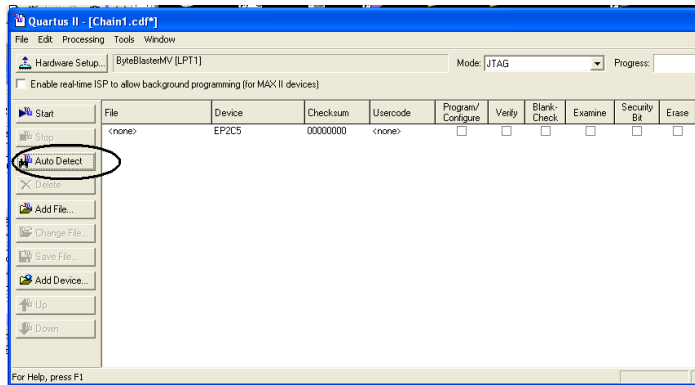 Quartus II - [Chain1.cdf*]
File Edit Processing Tools Window
Hardware Setup... ByteBlasterMV [LPT1] Mode: JTAG Progress:
Enable real-time ISP to allow background programming (for MAX II devices)
Start
Stop
Auto Detect
Delete
Add File...
Change File...
Save File...
Add Device...
Up
Down
File Device Checksum Usercode Program/ Configure Verify Blank- Check Examine Security Bit Erase
<none> EP2C5 00000000 <none>
For Help, press F1